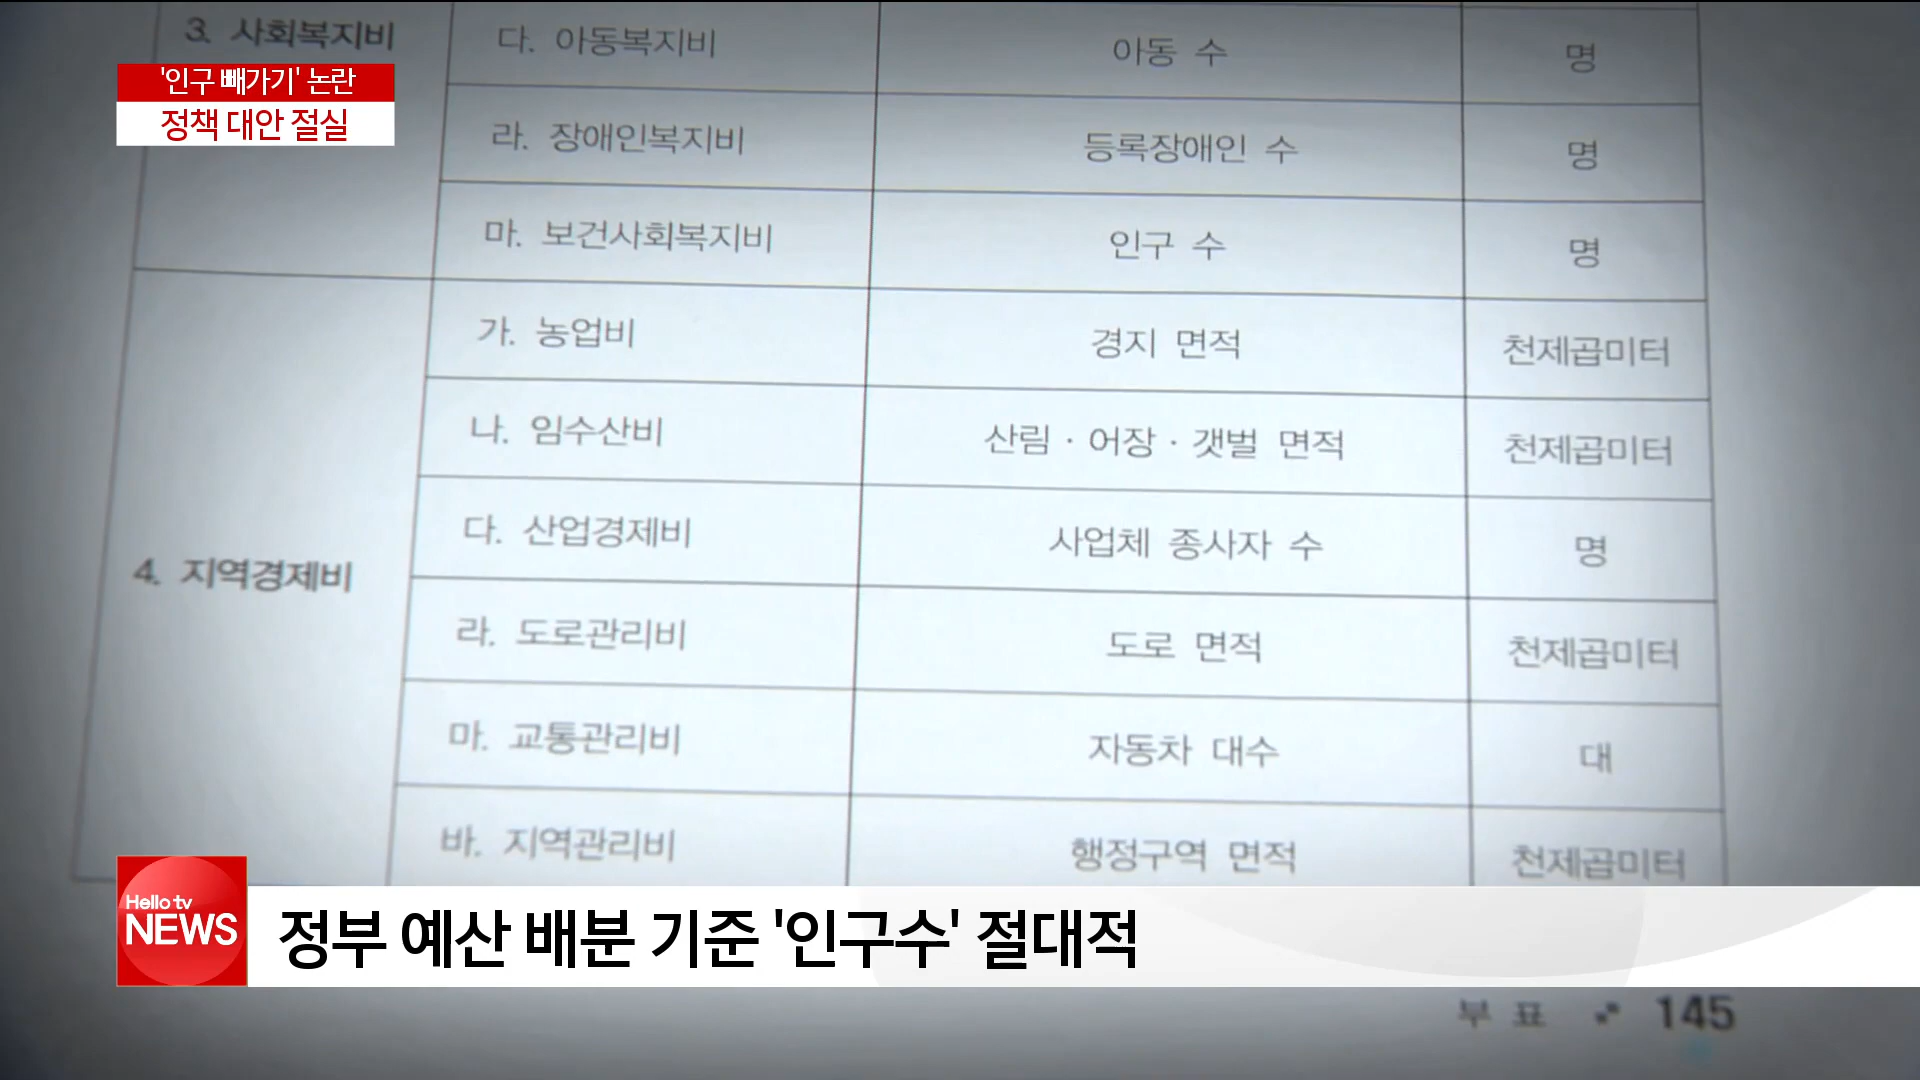 3. 사회복지비
다. 아동복지비 아동 수 명
'인구 빼가기' 논란
정책 대안 절실
라. 장애인복지비 등록장애인 수 명
마. 보건사회복지비 인구 수 명
4. 지역경제비
가. 농업비 경지 면적 천제곱미터
나. 임수산비 산림·어장·갯벌 면적 천제곱미터
다. 산업경제비 사업체 종사자 수 명
라. 도로관리비 도로 면적 천제곱미터
마. 교통관리비 자동차 대수 대
바. 지역관리비 행정구역 면적 천제곱미터
Hello tv
NEWS
정부 예산 배분 기준 '인구수' 절대적
부 표 145